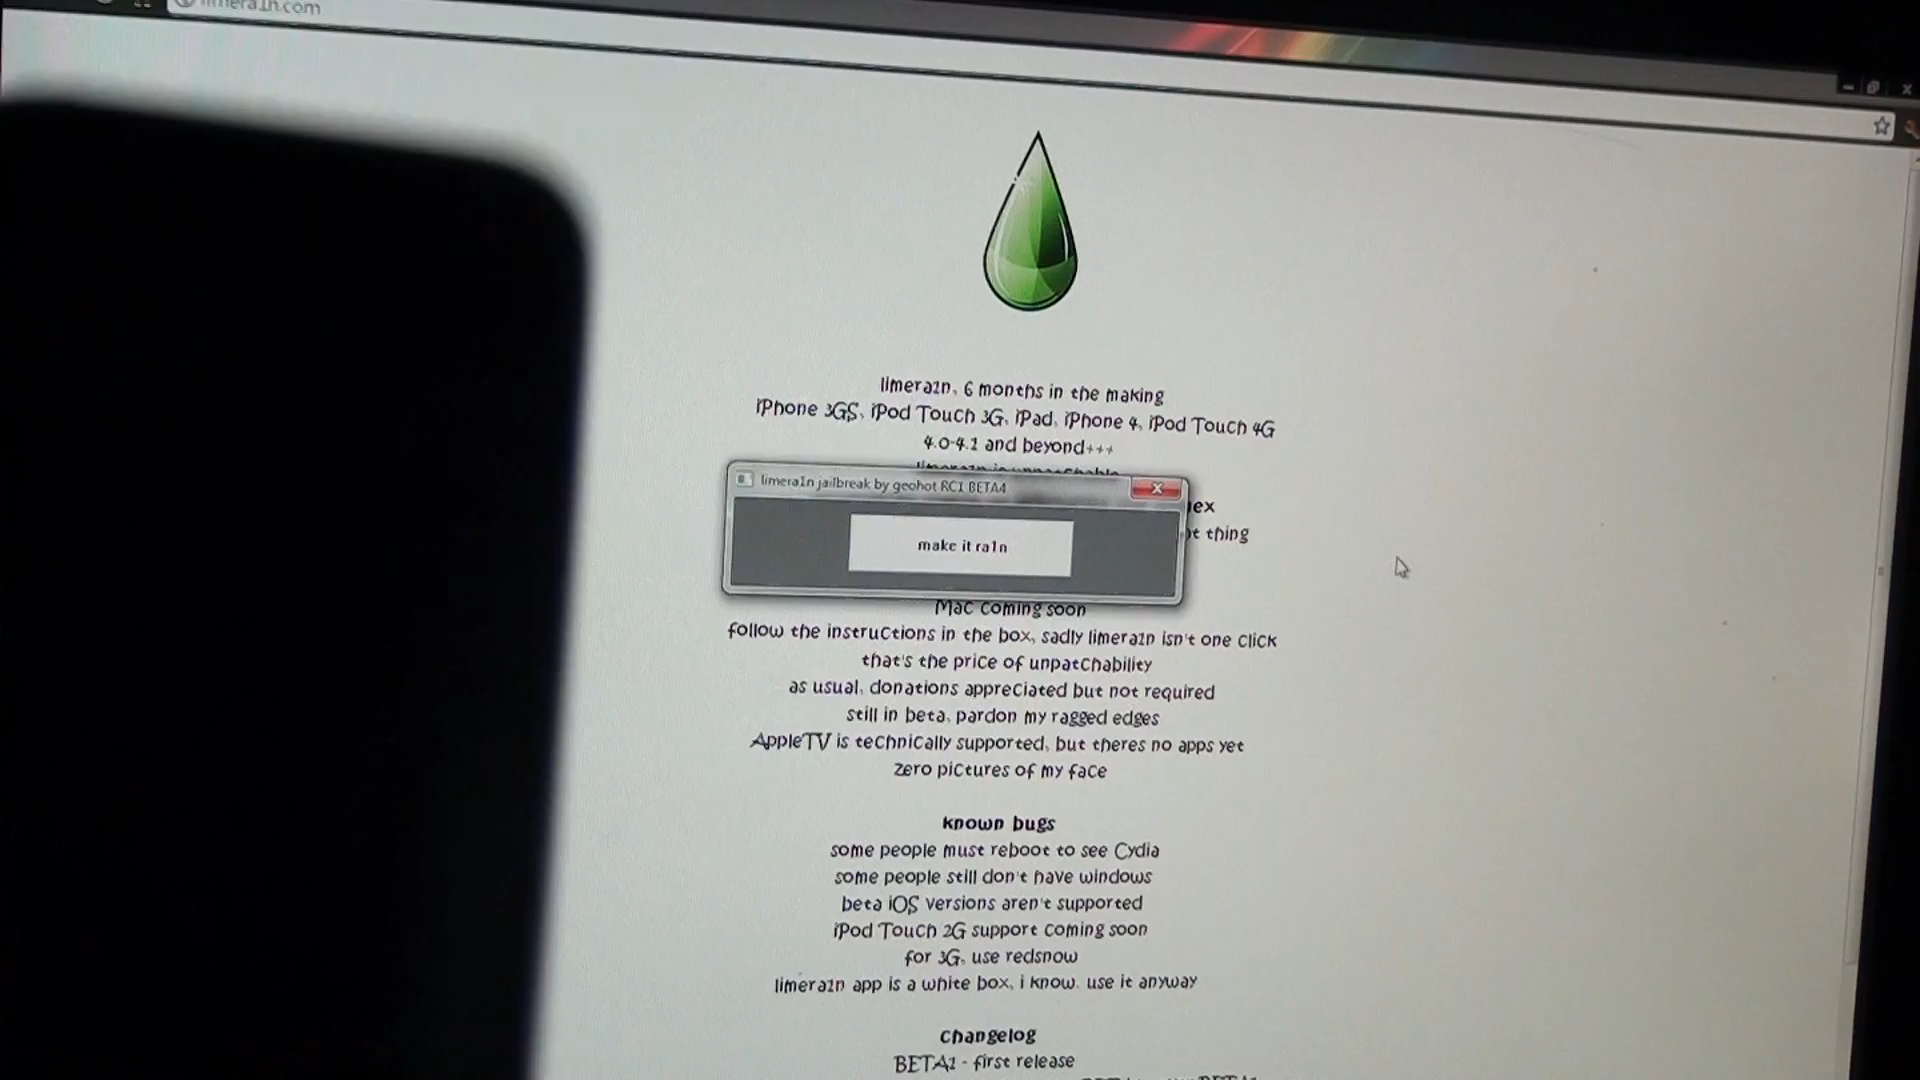 limera1n.com
limera1n, 6 months in the making
iPhone 3GS, iPod Touch 3G, iPad, iPhone 4, iPod Touch 4G
4.0-4.1 and beyond+++
limera1n is unpatchable
limera1n jailbreak by geohot RC1 BETA4
thing
make it ra1n
Mac coming soon
follow the instructions in the box, sadly limera1n isn't one click
that's the price of unpatchability
as usual, donations appreciated but not required
still in beta, pardon my ragged edges
AppleTV is technically supported, but theres no apps yet
zero pictures of my face
known bugs
some people must reboot to see Cydia
some people still don't have windows
beta iOS versions aren't supported
iPod Touch 2G support coming soon
for 3G, use redsn0w
limera1n app is a white box, i know. use it anyway
Changelog
BETA1 - first release